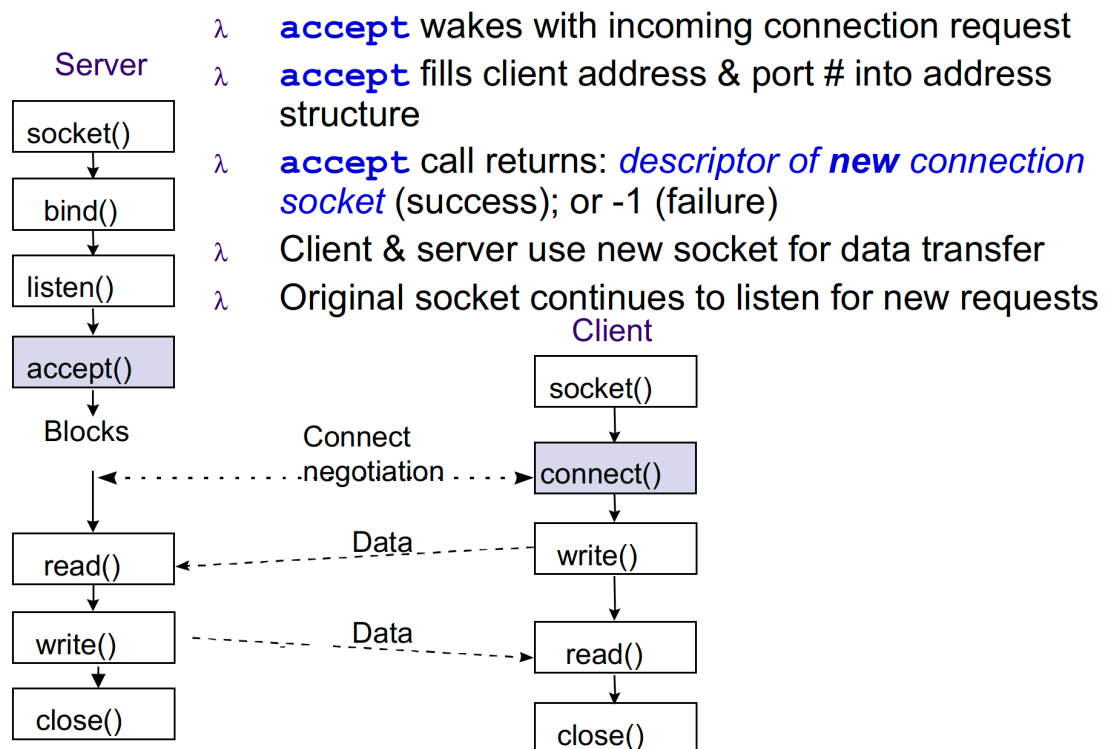 λ accept wakes with incoming connection request
λ accept fills client address & port # into address
structure
λ accept call returns: descriptor of new connection
socket (success); or -1 (failure)
λ Client & server use new socket for data transfer
λ Original socket continues to listen for new requests
Server
socket()
bind()
listen()
accept()
Blocks
read()
write()
close()
Connect
negotiation
Data
Data
Client
socket()
connect()
write()
read()
close()